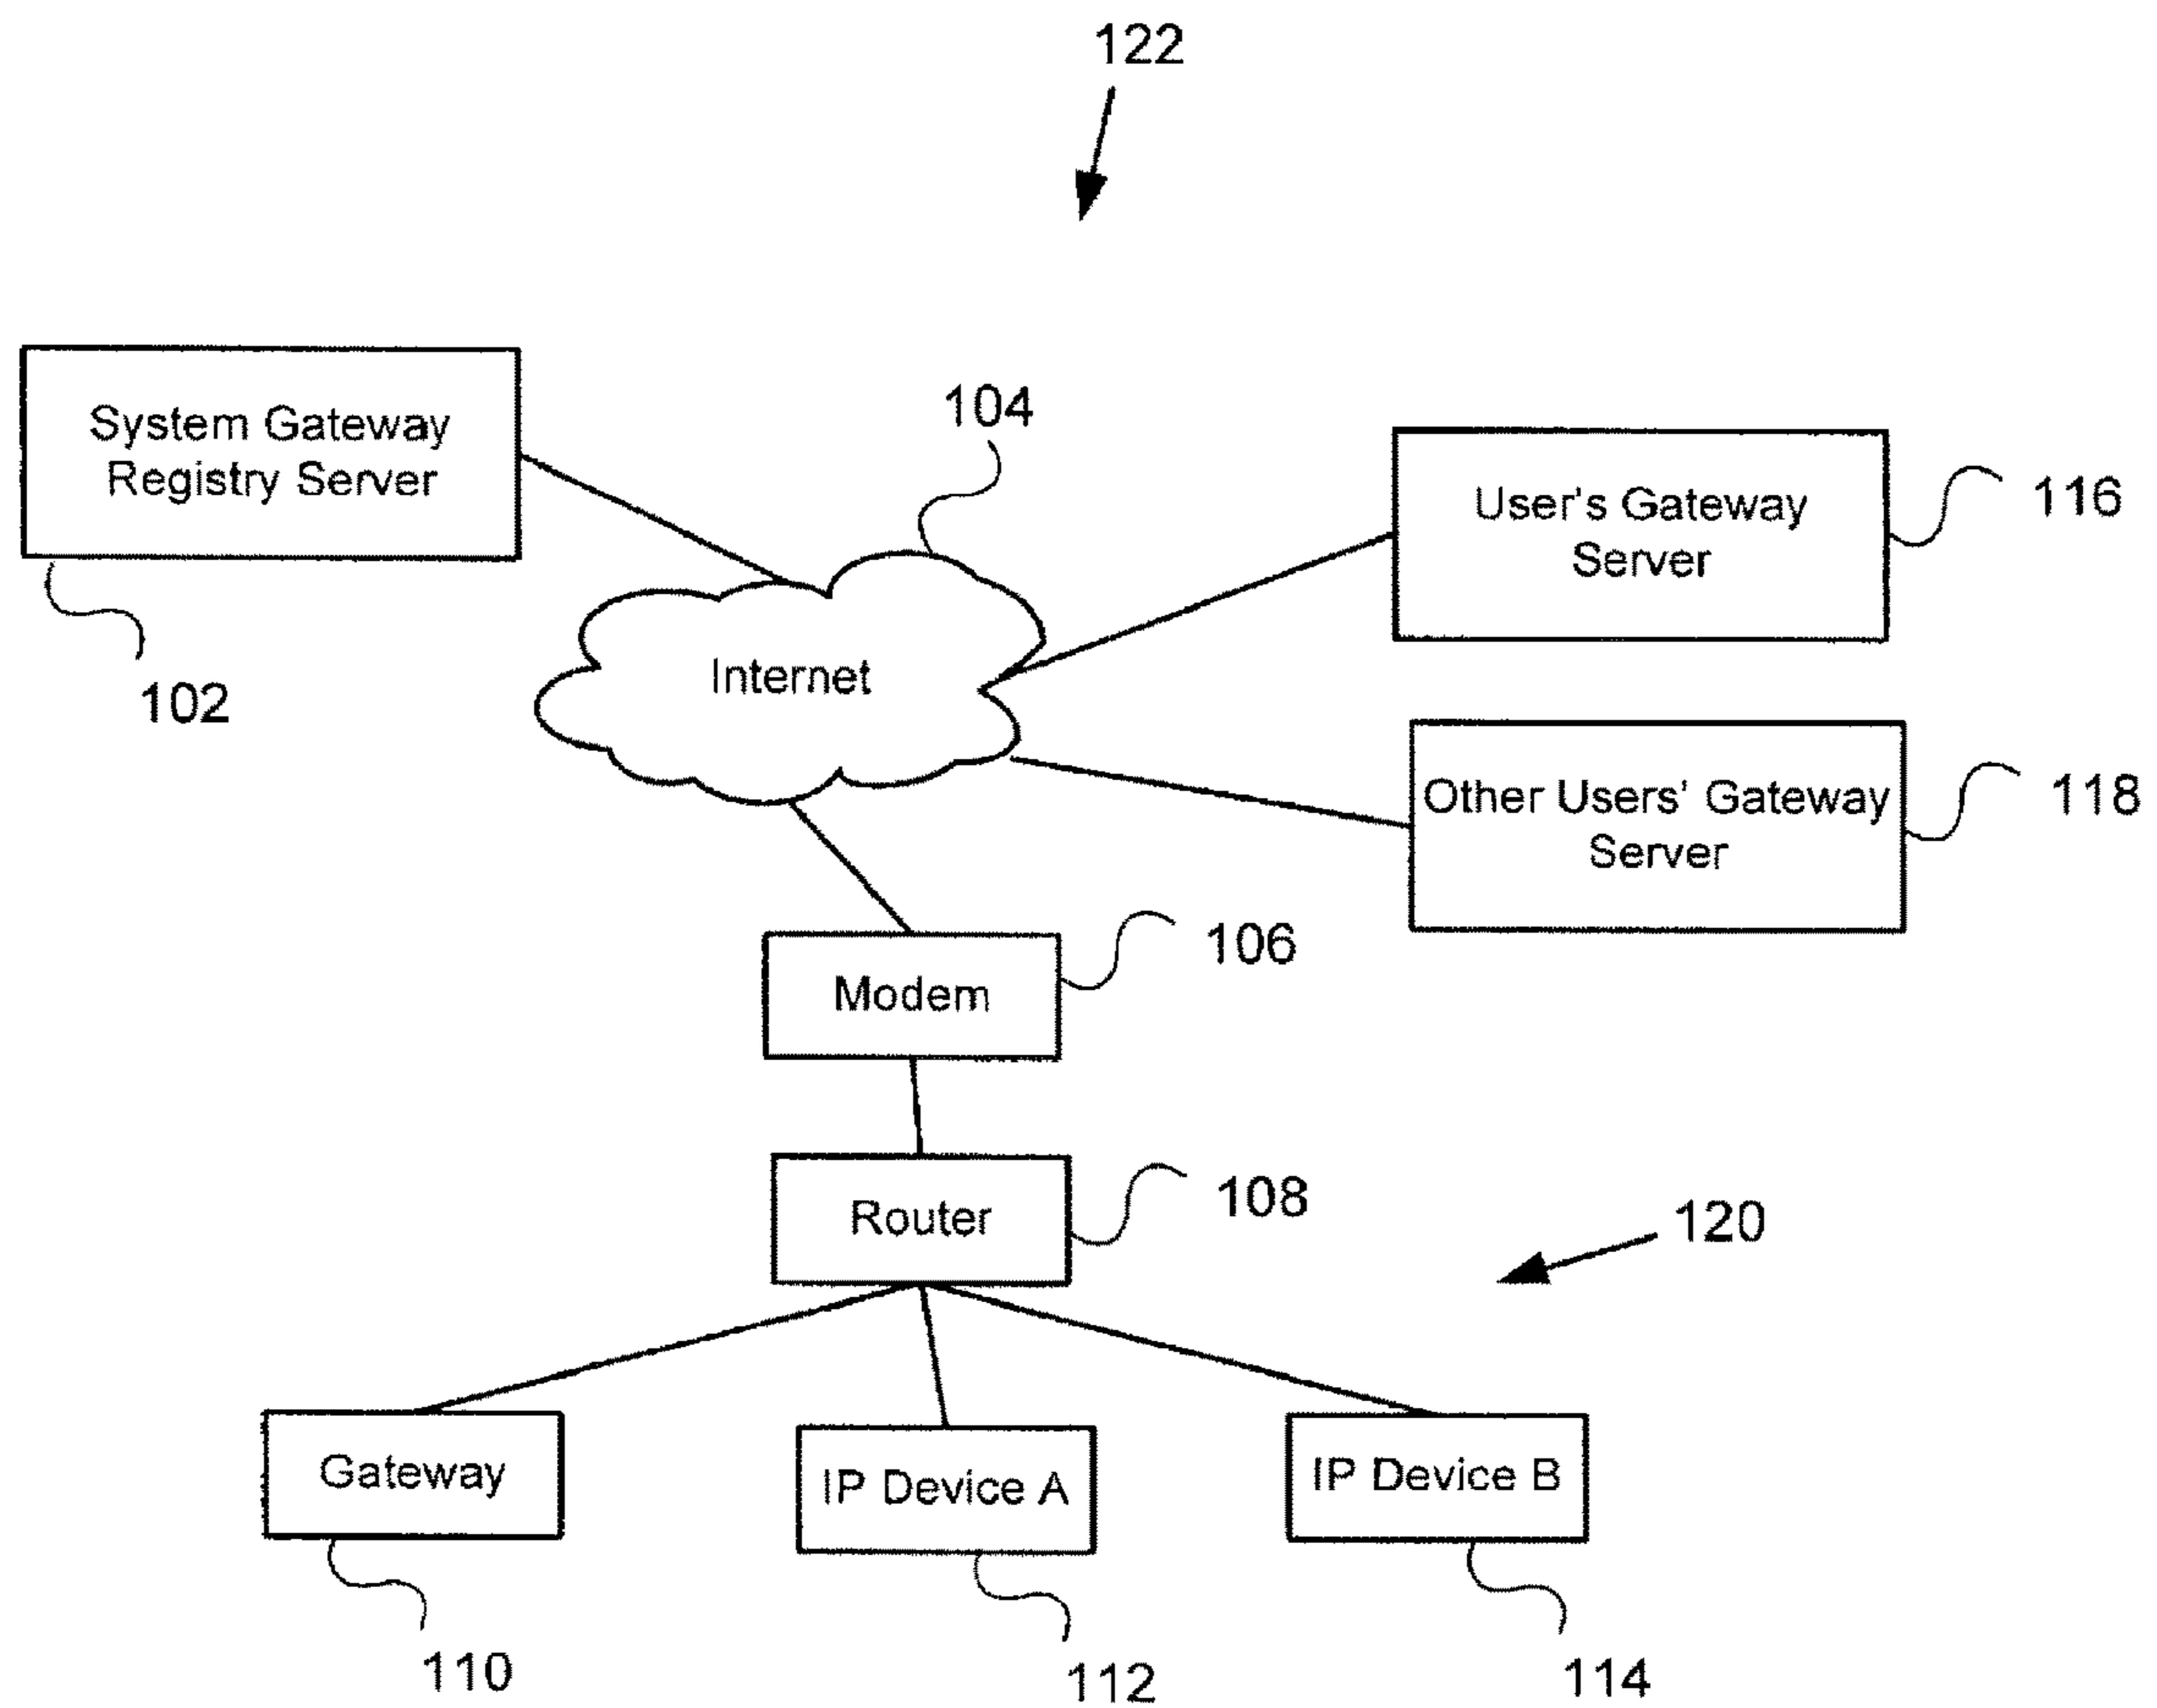 122
System Gateway
Registry Server
104
User's Gateway
Server
116
Internet
102
Other Users' Gateway
Server
118
Modem
106
Router
108
120
Gateway
IP Device A
IP Device B
110
112
114